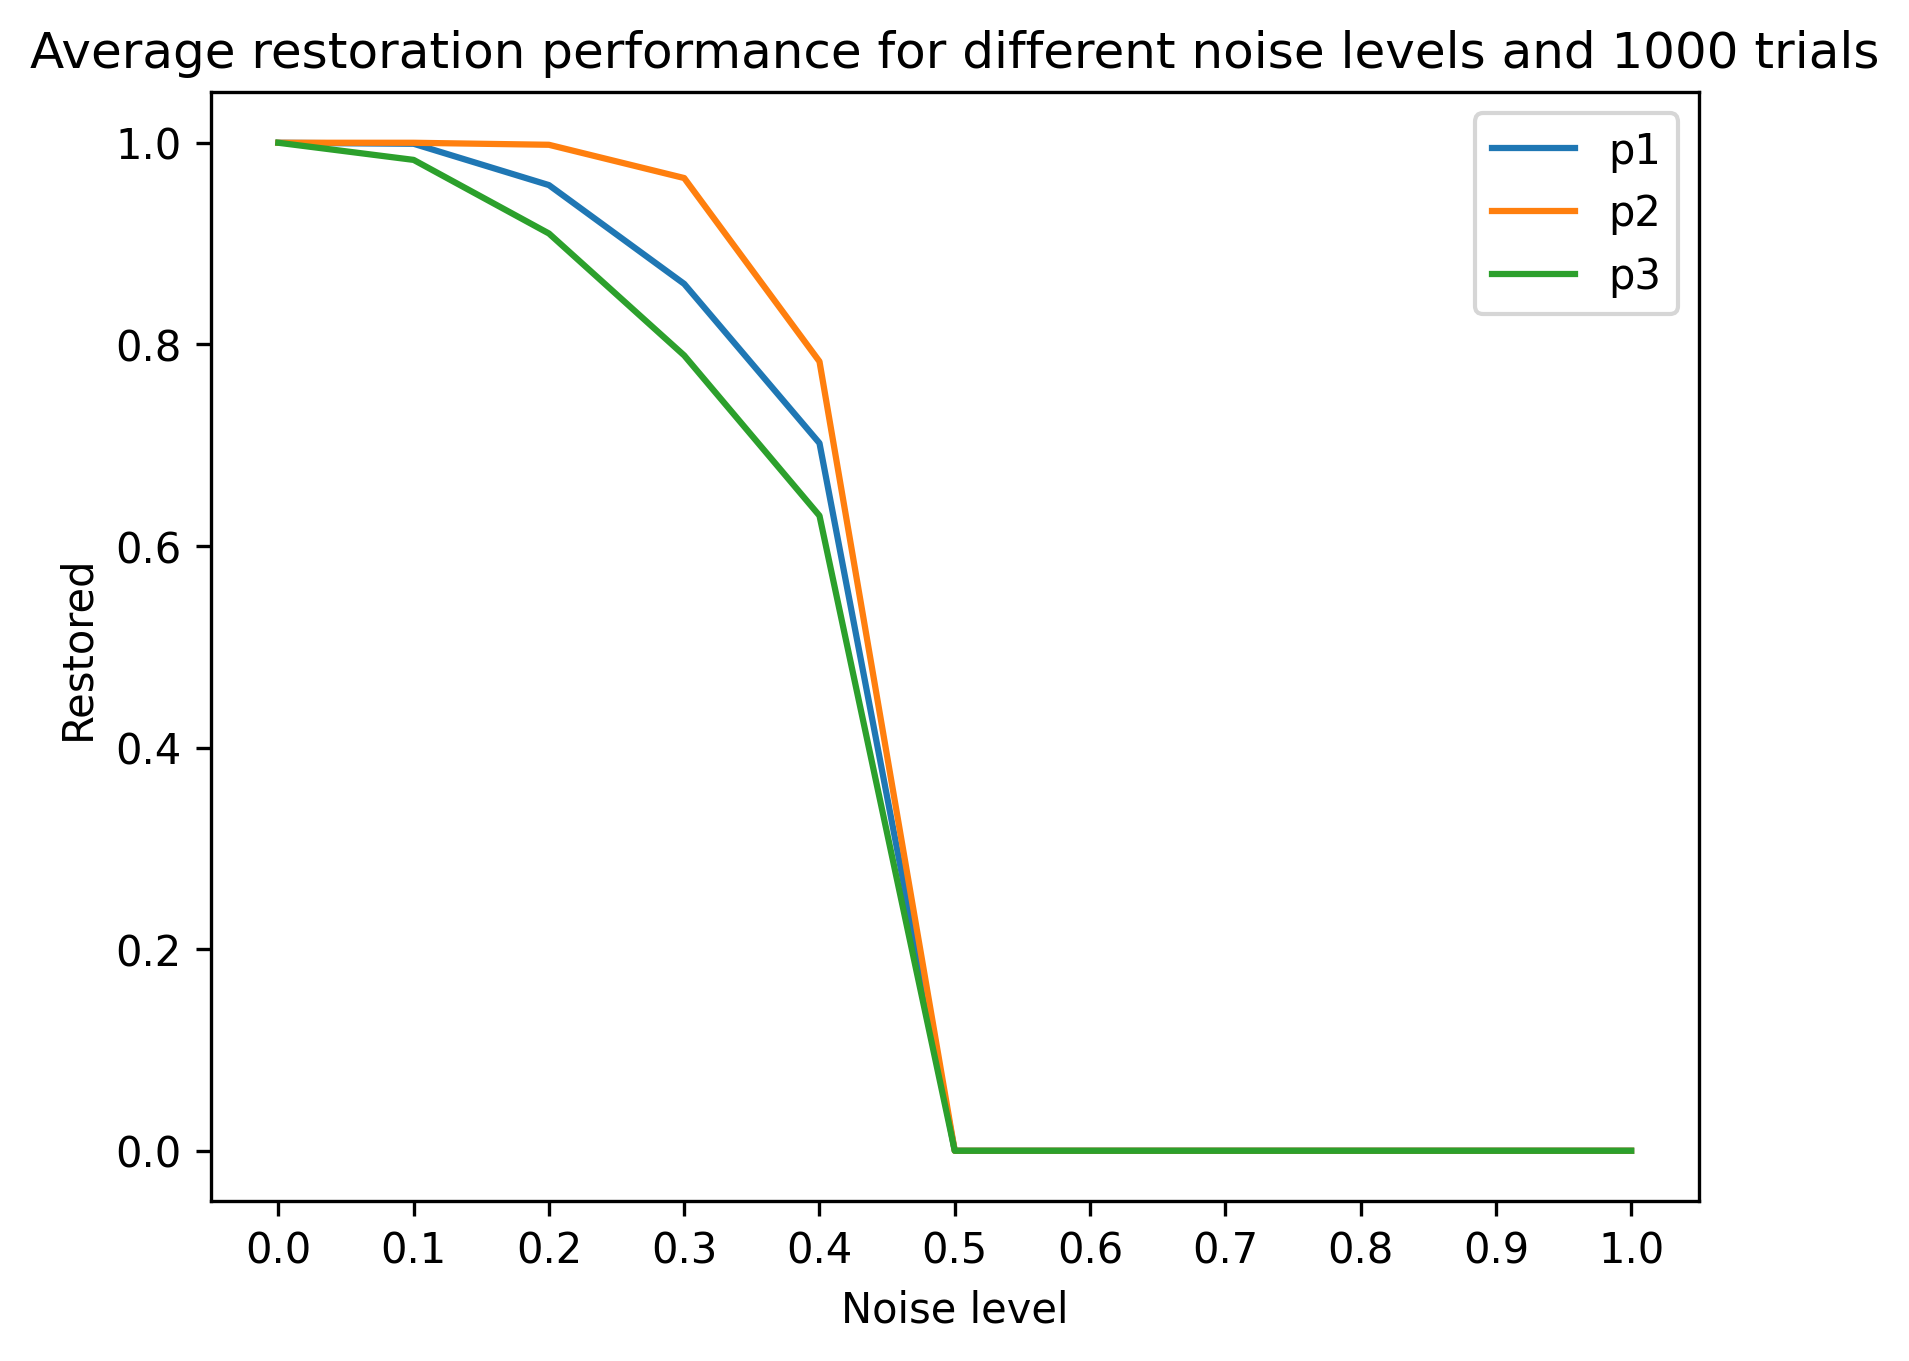 Average restoration performance for different noise levels and 1000 trials
p1
p2
p3
1.0
0.8
0.6
0.4
0.2
0.0
Restored
0.0 0.1 0.2 0.3 0.4 0.5 0.6 0.7 0.8 0.9 1.0
Noise level